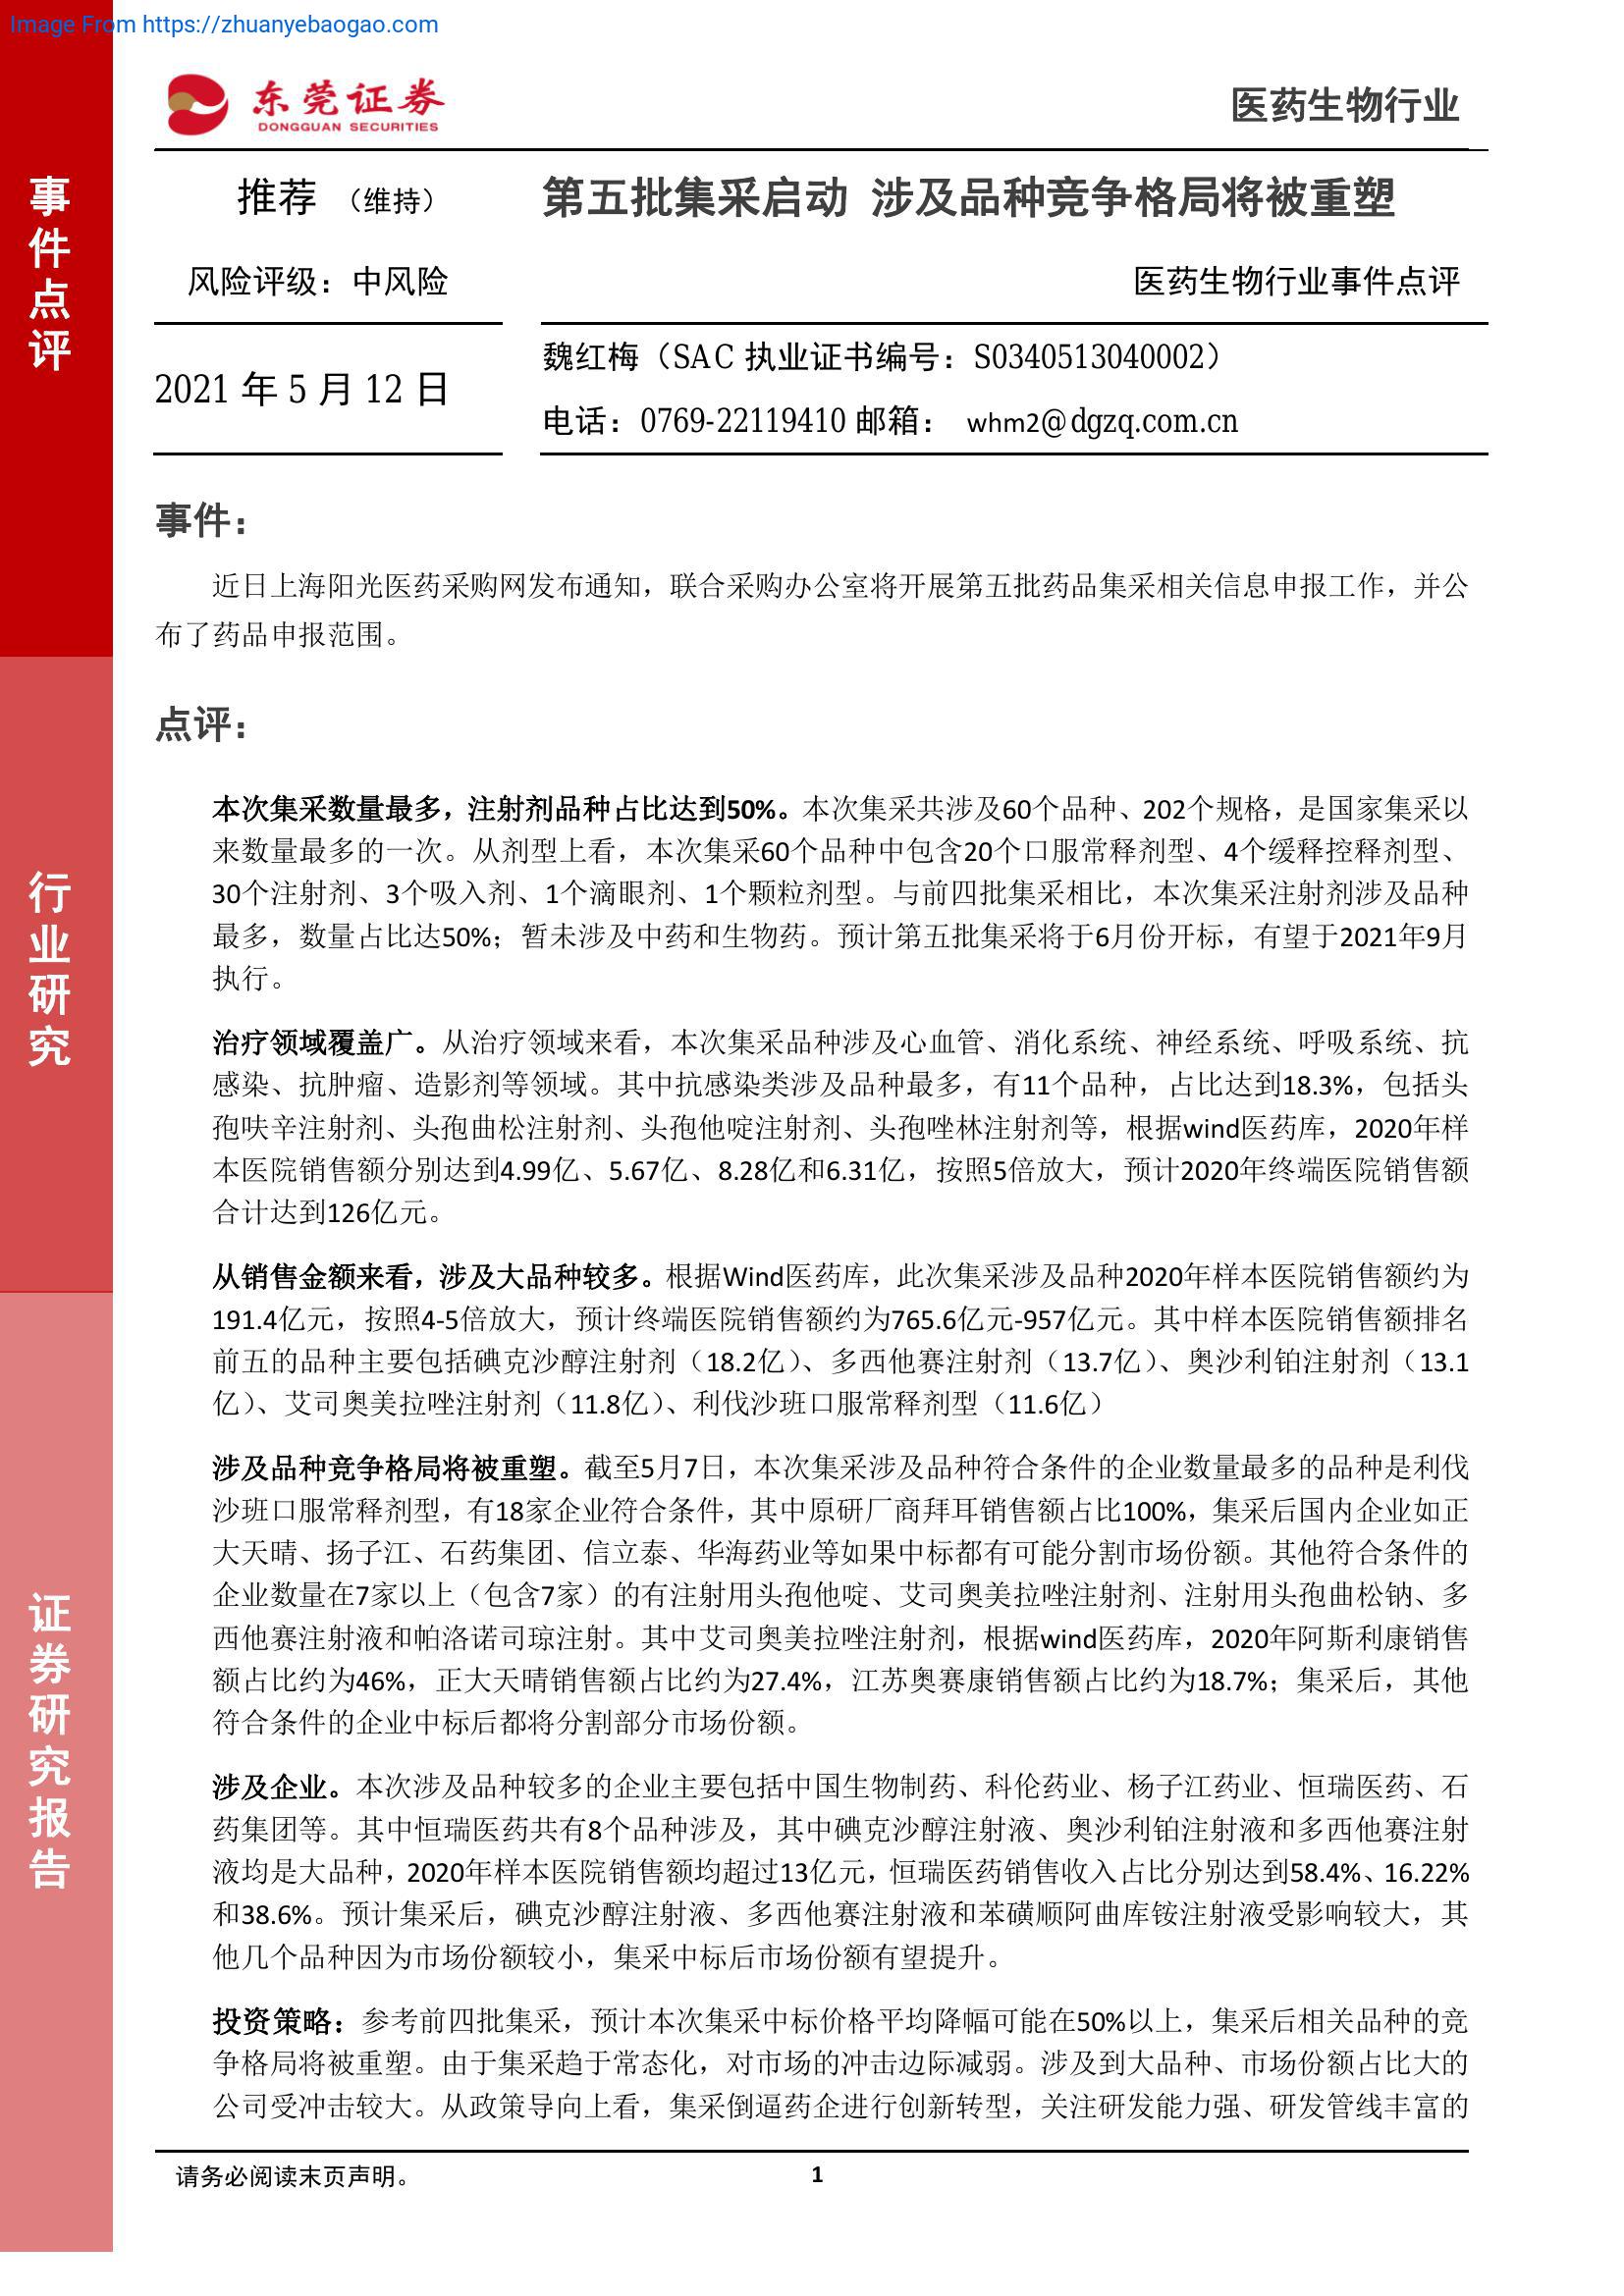 Image From https://zhuanyebaogao.com
东莞证券
DONGGUAN SECURITIES
医药生物行业
事件点评
行业研究
证券研究报告
推荐 （维持）
第五批集采启动 涉及品种竞争格局将被重塑
风险评级：中风险
医药生物行业事件点评
2021 年 5 月 12 日
魏红梅（SAC 执业证书编号：S0340513040002）
电话：0769-22119410 邮箱： whm2@dgzq.com.cn
事件：
近日上海阳光医药采购网发布通知，联合采购办公室将开展第五批药品集采相关信息申报工作，并公
布了药品申报范围。
点评：
本次集采数量最多，注射剂品种占比达到50%。本次集采共涉及60个品种、202个规格，是国家集采以
来数量最多的一次。从剂型上看，本次集采60个品种中包含20个口服常释剂型、4个缓释控释剂型、
30个注射剂、3个吸入剂、1个滴眼剂、1个颗粒剂型。与前四批集采相比，本次集采注射剂涉及品种
最多，数量占比达50%；暂未涉及中药和生物药。预计第五批集采将于6月份开标，有望于2021年9月
执行。
治疗领域覆盖广。从治疗领域来看，本次集采品种涉及心血管、消化系统、神经系统、呼吸系统、抗
感染、抗肿瘤、造影剂等领域。其中抗感染类涉及品种最多，有11个品种，占比达到18.3%，包括头
孢呋辛注射剂、头孢曲松注射剂、头孢他啶注射剂、头孢唑林注射剂等，根据wind医药库，2020年样
本医院销售额分别达到4.99亿、5.67亿、8.28亿和6.31亿，按照5倍放大，预计2020年终端医院销售额
合计达到126亿元。
从销售金额来看，涉及大品种较多。根据Wind医药库，此次集采涉及品种2020年样本医院销售额约为
191.4亿元，按照4-5倍放大，预计终端医院销售额约为765.6亿元-957亿元。其中样本医院销售额排名
前五的品种主要包括碘克沙醇注射剂（18.2亿）、多西他赛注射剂（13.7亿）、奥沙利铂注射剂（13.1
亿）、艾司奥美拉唑注射剂（11.8亿）、利伐沙班口服常释剂型（11.6亿）
涉及品种竞争格局将被重塑。截至5月7日，本次集采涉及品种符合条件的企业数量最多的品种是利伐
沙班口服常释剂型，有18家企业符合条件，其中原研厂商拜耳销售额占比100%，集采后国内企业如正
大天晴、扬子江、石药集团、信立泰、华海药业等如果中标都有可能分割市场份额。其他符合条件的
企业数量在7家以上（包含7家）的有注射用头孢他啶、艾司奥美拉唑注射剂、注射用头孢曲松钠、多
西他赛注射液和帕洛诺司琼注射。其中艾司奥美拉唑注射剂，根据wind医药库，2020年阿斯利康销售
额占比约为46%，正大天晴销售额占比约为27.4%，江苏奥赛康销售额占比约为18.7%；集采后，其他
符合条件的企业中标后都将分割部分市场份额。
涉及企业。本次涉及品种较多的企业主要包括中国生物制药、科伦药业、杨子江药业、恒瑞医药、石
药集团等。其中恒瑞医药共有8个品种涉及，其中碘克沙醇注射液、奥沙利铂注射液和多西他赛注射
液均是大品种，2020年样本医院销售额均超过13亿元，恒瑞医药销售收入占比分别达到58.4%、16.22%
和38.6%。预计集采后，碘克沙醇注射液、多西他赛注射液和苯磺顺阿曲库铵注射液受影响较大，其
他几个品种因为市场份额较小，集采中标后市场份额有望提升。
投资策略：参考前四批集采，预计本次集采中标价格平均降幅可能在50%以上，集采后相关品种的竞
争格局将被重塑。由于集采趋于常态化，对市场的冲击边际减弱。涉及到大品种、市场份额占比大的
公司受冲击较大。从政策导向上看，集采倒逼药企进行创新转型，关注研发能力强、研发管线丰富的
请务必阅读末页声明。
1